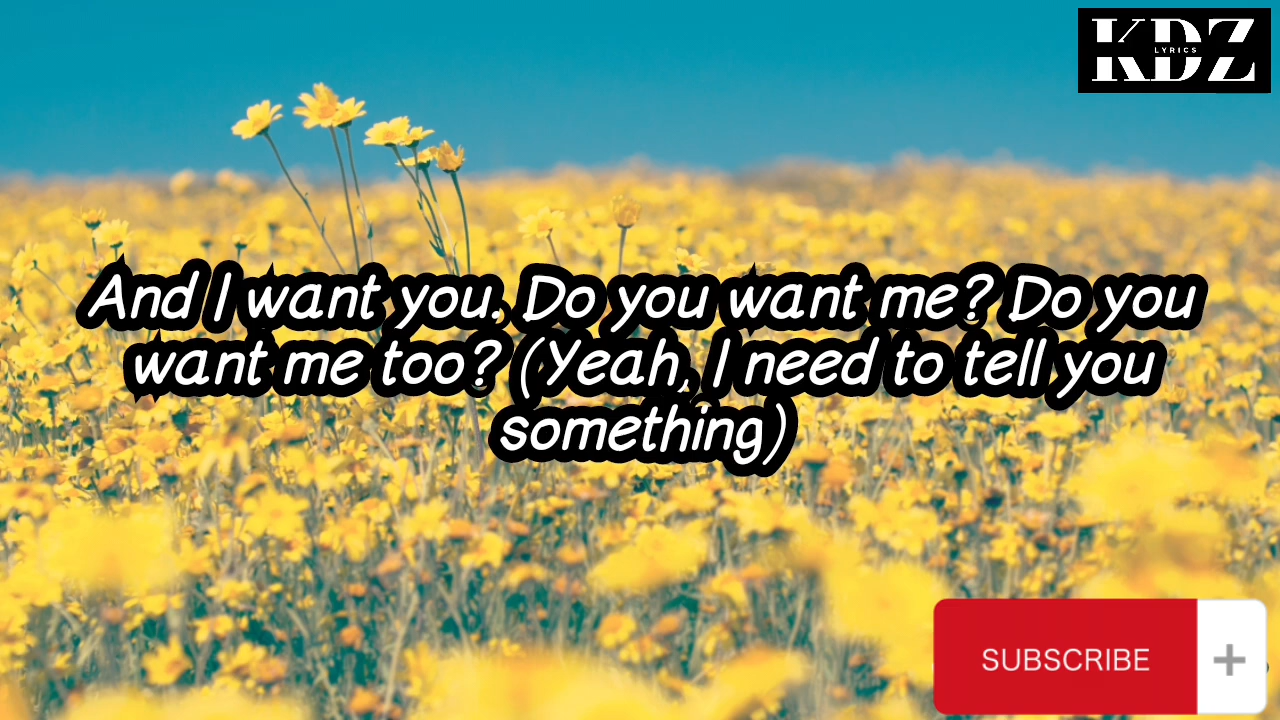 KDZ
LYRICS
And I want you. Do you want me? Do you
want me too? (Yeah, I need to tell you
something)
SUBSCRIBE +